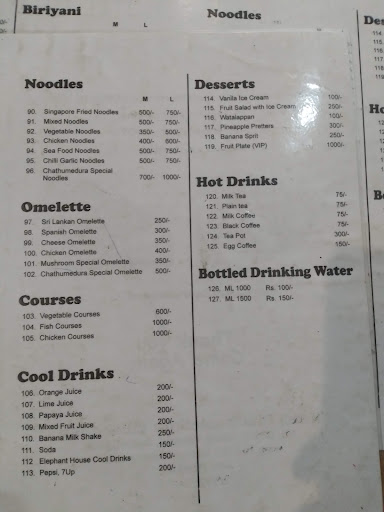 Biriyani
M L
Noodles
Noodles
M L
90. Singapore Fried Noodles 500/- 750/-
91. Mixed Noodles 500/- 750/-
92. Vegetable Noodles 350/- 500/-
93. Chicken Noodles 400/- 600/-
94. Sea Food Noodles 500/- 750/-
95. Chilli Garlic Noodles 500/- 750/-
96. Chathumedura Special
Noodles 700/- 1000/-
Omelette
97. Sri Lankan Omelette 250/-
98. Spanish Omelette 300/-
99. Cheese Omelette 350/-
100. Chicken Omelette 400/-
101. Mushroom Special Omelette 350/-
102. Chathumedura Special Omelette 500/-
Courses
103. Vegetable Courses 600/-
104. Fish Courses 1000/-
105. Chicken Courses 1000/-
Cool Drinks
106. Orange Juice 200/-
107. Lime Juice 200/-
108. Papaya Juice 200/-
109. Mixed Fruit Juice 200/-
110. Banana Milk Shake 250/-
111. Soda 150/-
112. Elephant House Cool Drinks 150/-
113. Pepsi, 7Up 200/-
Desserts
114. Vanila Ice Cream 100/-
115. Fruit Salad with Ice Cream 250/-
116. Watalappan
117. Pineapple Pretters 300/-
118. Banana Sprit 250/-
119. Fruit Plate (VIP) 1000/-
Hot Drinks
120. Milk Tea 75/-
121. Plain tea 75/-
122. Milk Coffee 75/-
123. Black Coffee 75/-
124. Tea Pot 300/-
125. Egg Coffee 150/-
Bottled Drinking Water
126. ML 1000 Rs. 100/-
127. ML 1500 Rs. 150/-
114
115.
116
117
118
119